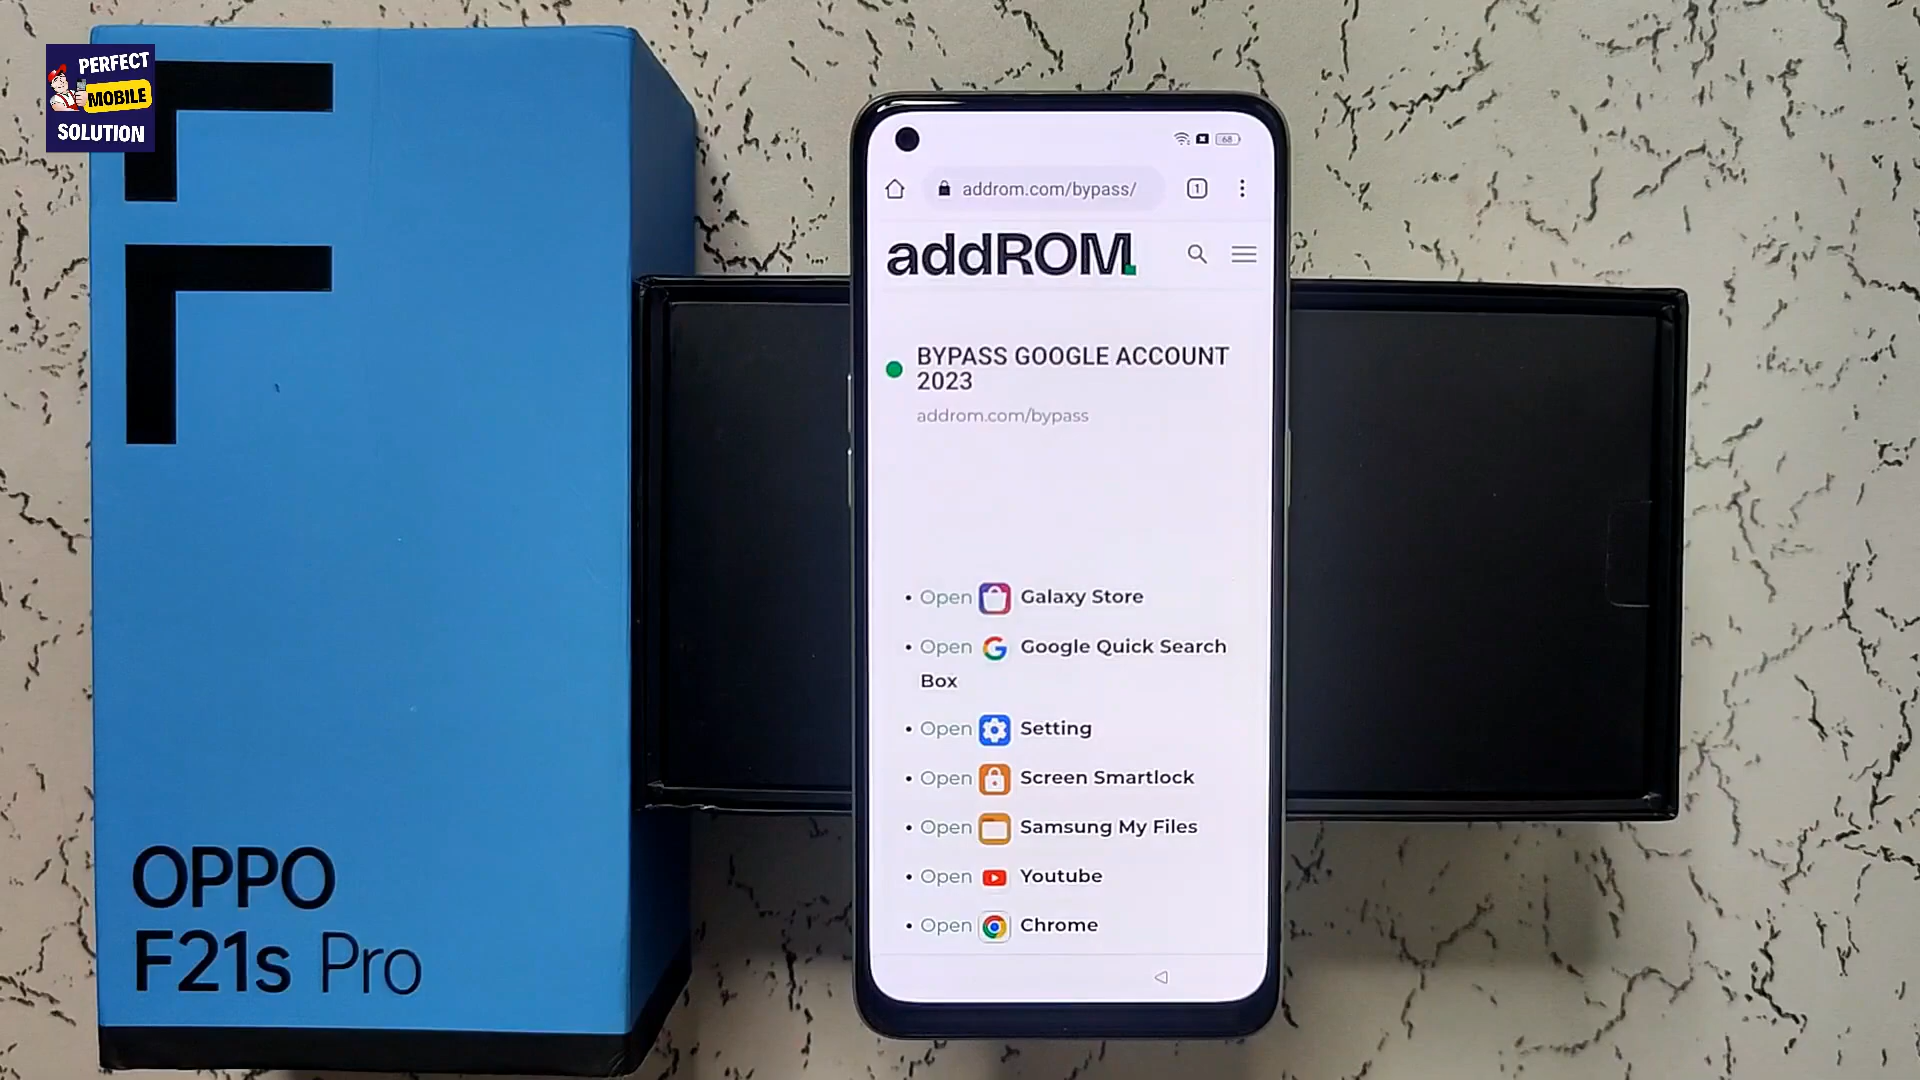 PERFECT
MOBILE
SOLUTION
OPPO
F21s Pro
68
addrom.com/bypass/
1
addROM.
BYPASS GOOGLE ACCOUNT
2023
addrom.com/bypass
• Open Galaxy Store
• Open Google Quick Search
Box
• Open Setting
• Open Screen Smartlock
• Open Samsung My Files
• Open Youtube
• Open Chrome